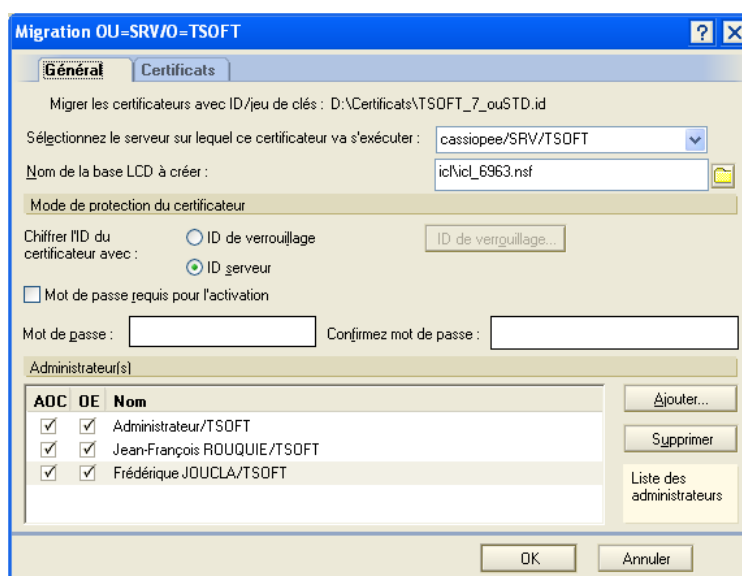 Migration OU=SRV/O=TSOFT
Général Certificats
Migrer les certificateurs avec ID/jeu de clés : D:\Certificats\TSOFT_7_ouSTD.id
Sélectionnez le serveur sur lequel ce certificateur va s'exécuter : cassiopee/SRV/TSOFT
Nom de la base LCD à créer : icl\icl_6963.nsf
Mode de protection du certificateur
Chiffrer l'ID du certificateur avec :
ID de verrouillage
ID de verrouillage...
ID serveur
Mot de passe requis pour l'activation
Mot de passe : Confirmez mot de passe :
Administrateur(s)
AOC OE Nom
Administrateur/TSOFT
Jean-François ROUQUIE/TSOFT
Frédérique JOUCLA/TSOFT
Ajouter...
Supprimer
Liste des
administrateurs
OK Annuler